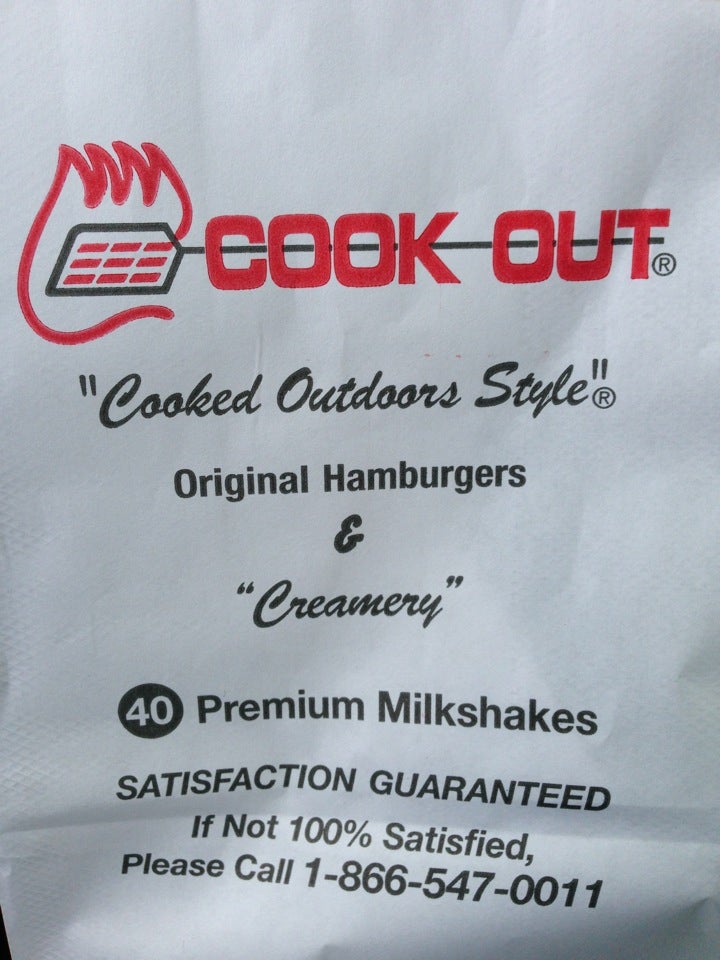 COOK OUT®
"Cooked Outdoors Style"®
Original Hamburgers
&
“Creamery”
40 Premium Milkshakes
SATISFACTION GUARANTEED
If Not 100% Satisfied,
Please Call 1-866-547-0011